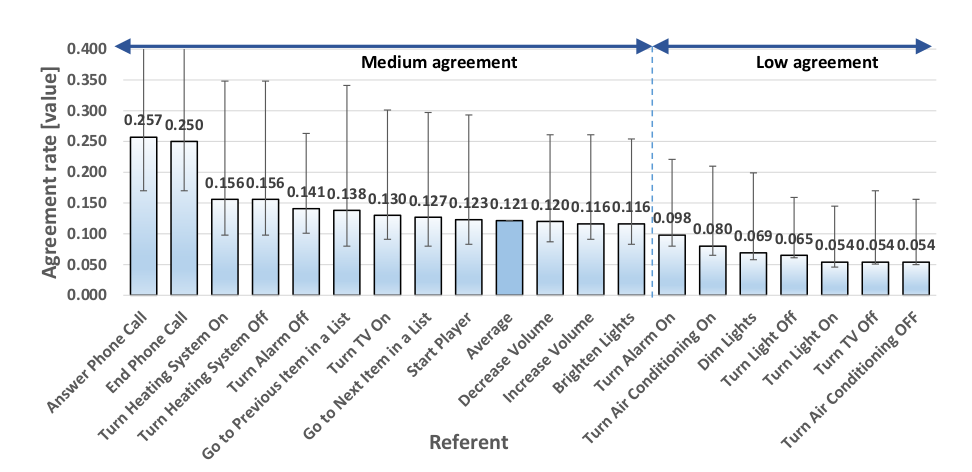 0.400
0.350
0.300
0.250
0.200
0.150
0.100
0.050
0.000
Agreement rate [value]
Medium agreement
Low agreement
0.257
0.250
0.156
0.156
0.141
0.138
0.130
0.127
0.123
0.121
0.120
0.116
0.116
0.098
0.080
0.069
0.065
0.054
0.054
0.054
Answer Phone Call
End Phone Call
Turn Heating System On
Turn Heating System Off
Turn Alarm Off
Go to Previous Item in a List
Turn TV On
Go to Next Item in a List
Start Player
Average
Decrease Volume
Increase Volume
Brighten Lights
Turn Alarm On
Turn Air Conditioning On
Dim Lights
Turn Light Off
Turn Light On
Turn TV Off
Turn Air Conditioning OFF
Referent